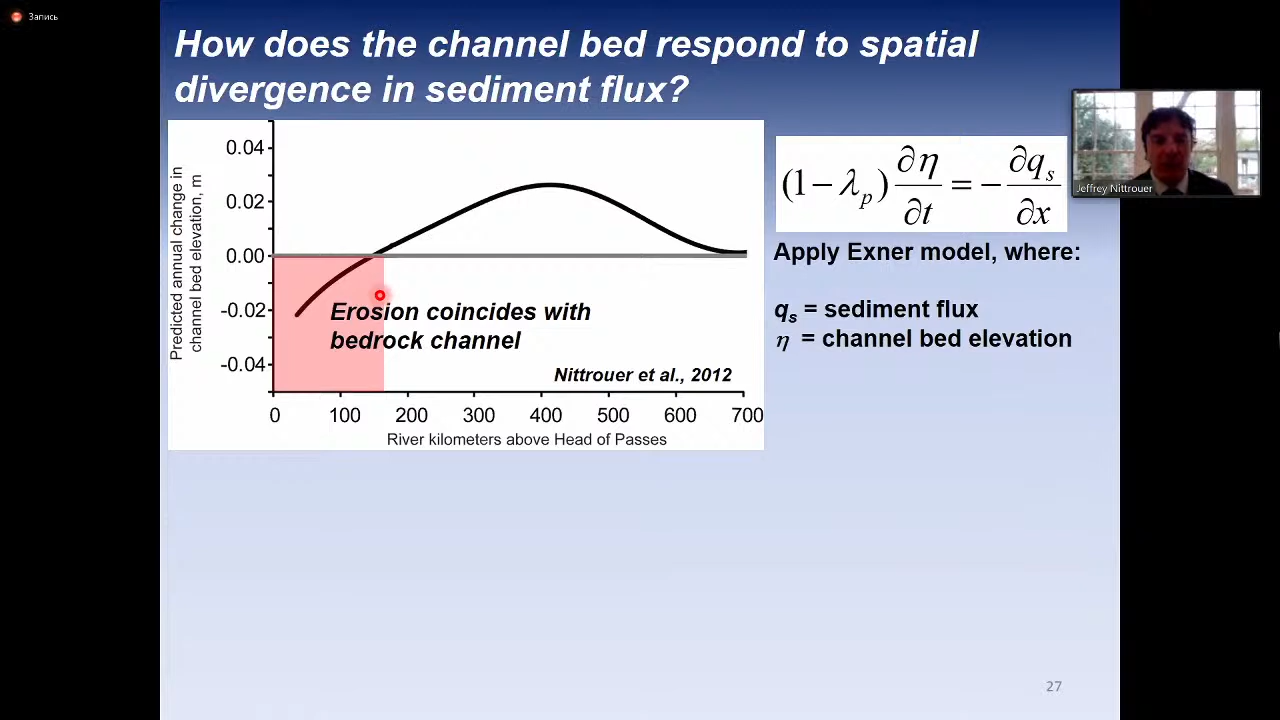 Запись
How does the channel bed respond to spatial
divergence in sediment flux?
Predicted annual change in
channel bed elevation, m
0.04
0.02
0.00
-0.02
-0.04
Erosion coincides with
bedrock channel
Nittrouer et al., 2012
0 100 200 300 400 500 600 700
River kilometers above Head of Passes
(1−λp) ∂η/∂t = − ∂qs/∂x
Apply Exner model, where:
qs = sediment flux
η = channel bed elevation
Jeffrey Nittrouer
27